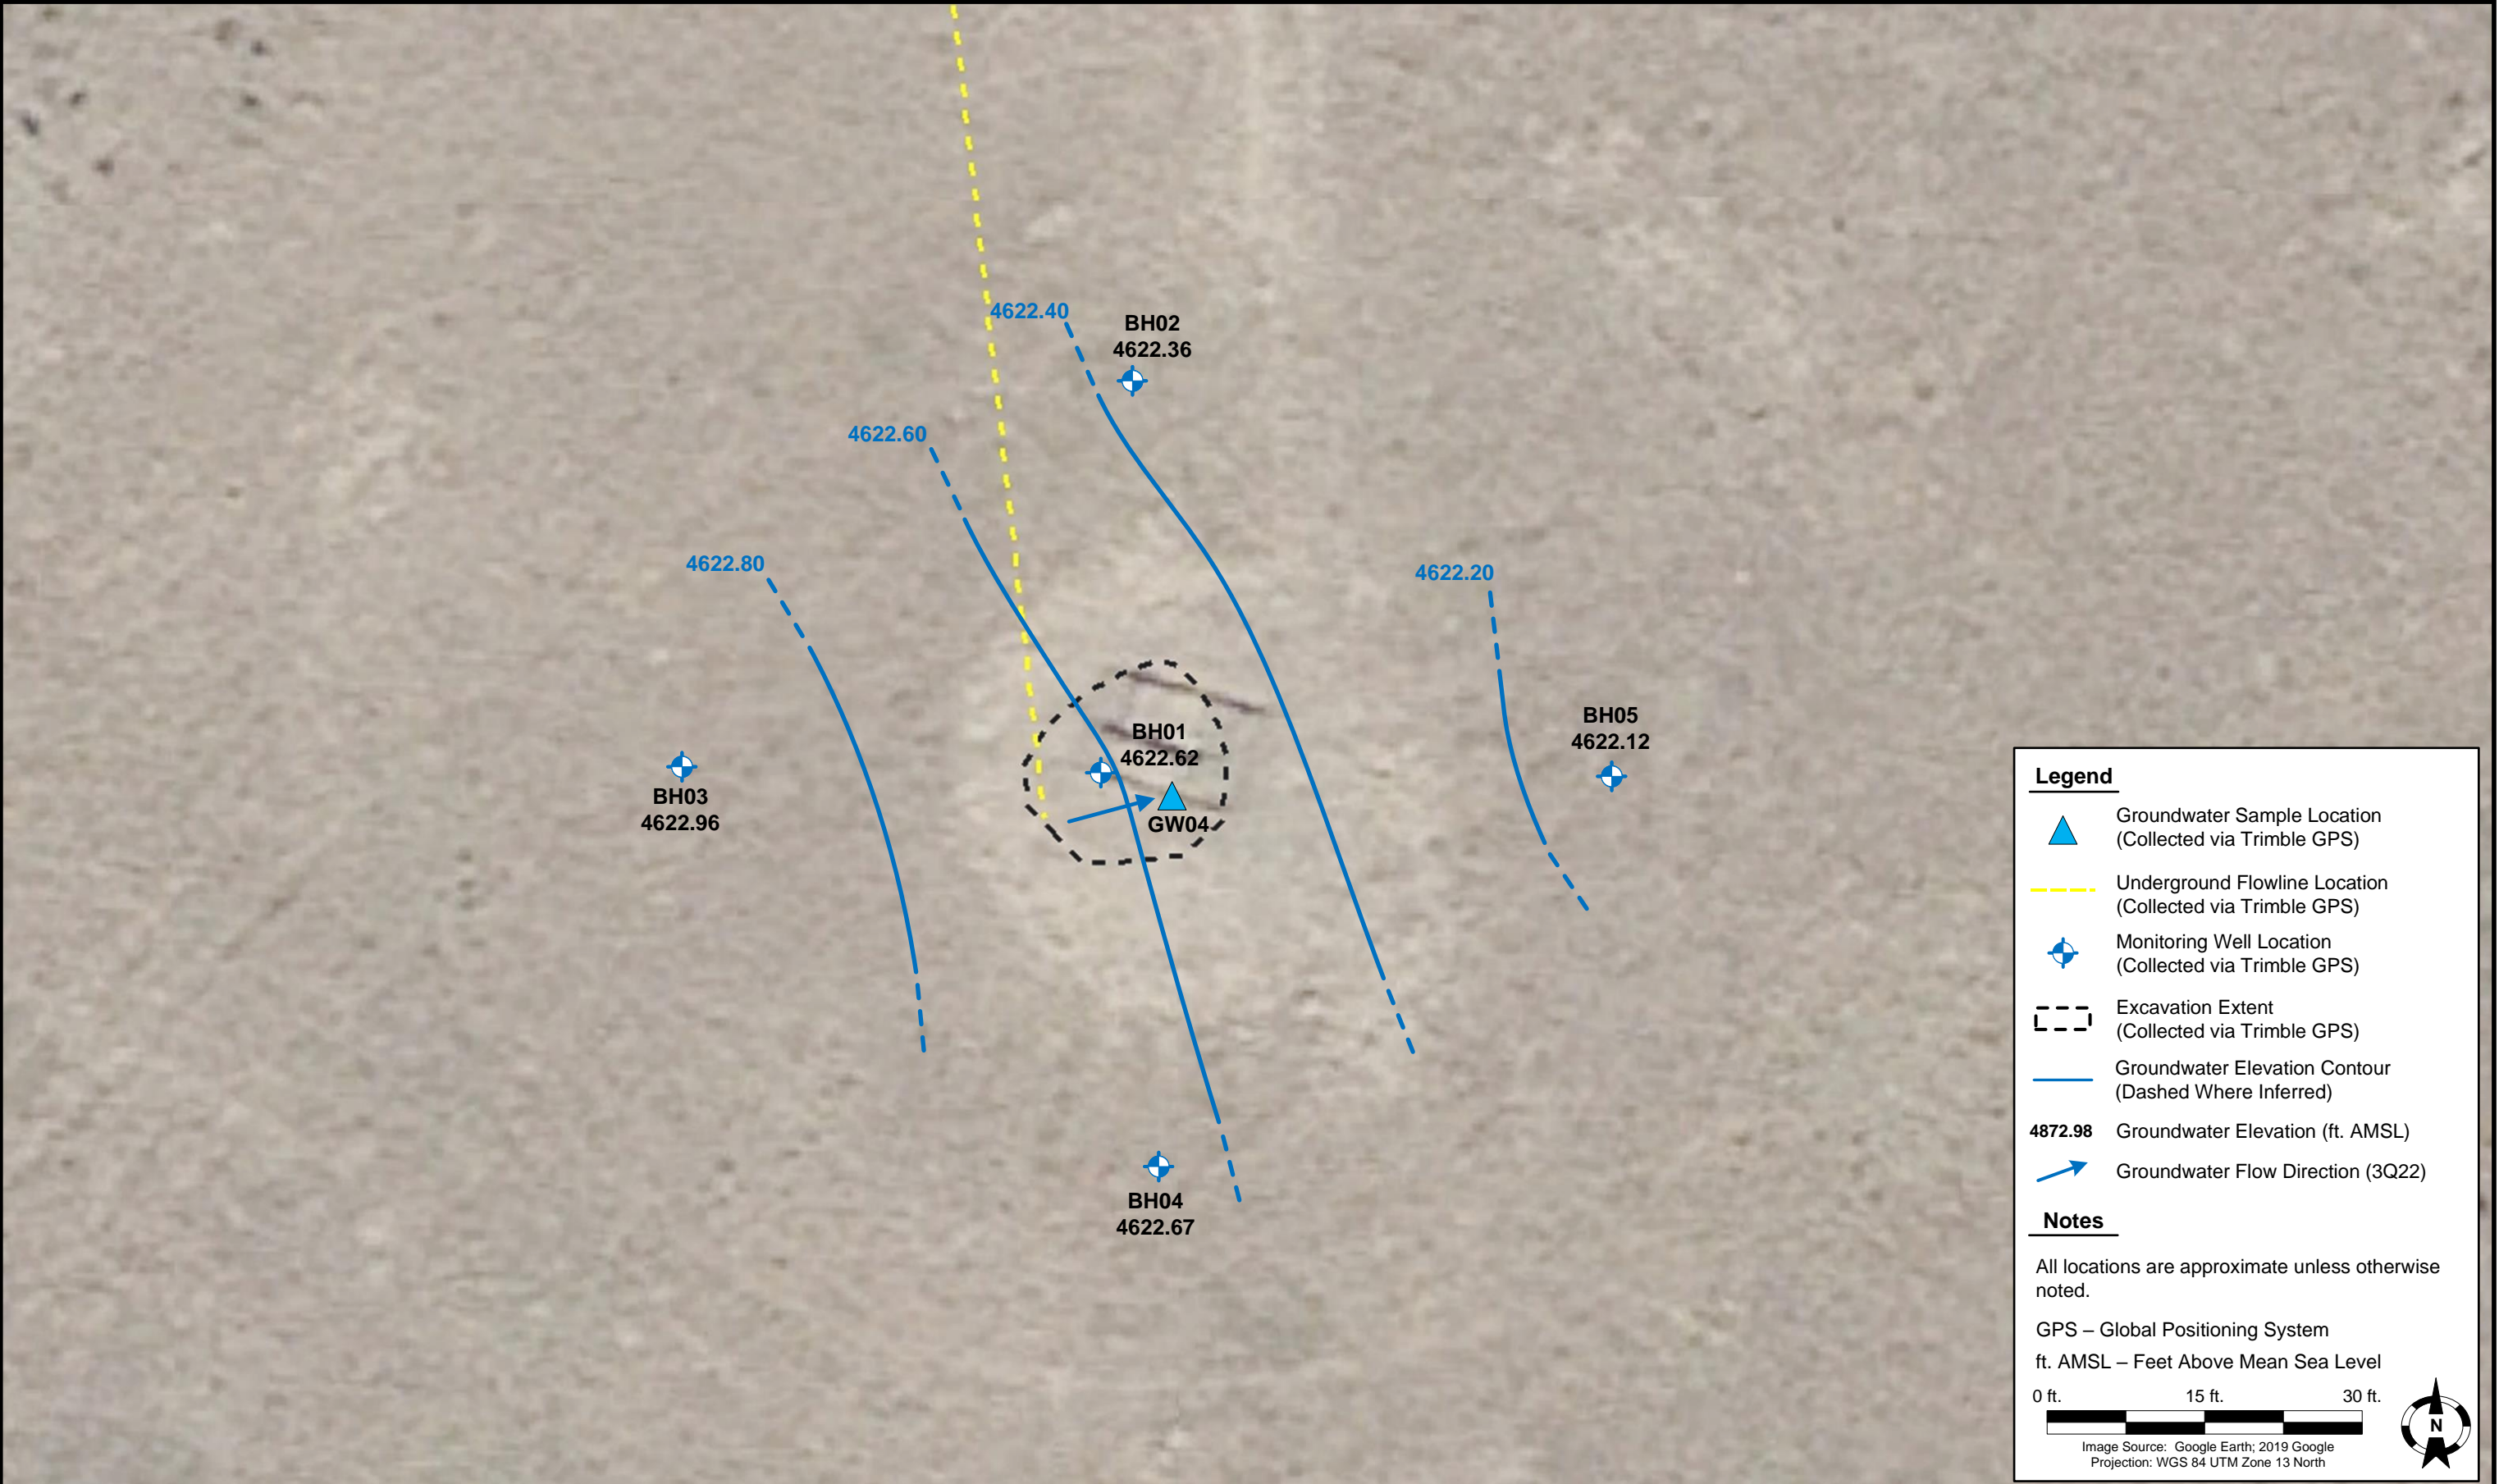 4622.40
BH02
4622.36
4622.60
4622.80
4622.20
BH05
4622.12
BH01
4622.62
BH03
4622.96
GW04
BH04
4622.67
Legend
Groundwater Sample Location
(Collected via Trimble GPS)
Underground Flowline Location
(Collected via Trimble GPS)
Monitoring Well Location
(Collected via Trimble GPS)
Excavation Extent
(Collected via Trimble GPS)
Groundwater Elevation Contour
(Dashed Where Inferred)
4872.98 Groundwater Elevation (ft. AMSL)
Groundwater Flow Direction (3Q22)
Notes
All locations are approximate unless otherwise
noted.
GPS – Global Positioning System
ft. AMSL – Feet Above Mean Sea Level
0 ft. 15 ft. 30 ft.
N
Image Source: Google Earth; 2019 Google
Projection: WGS 84 UTM Zone 13 North